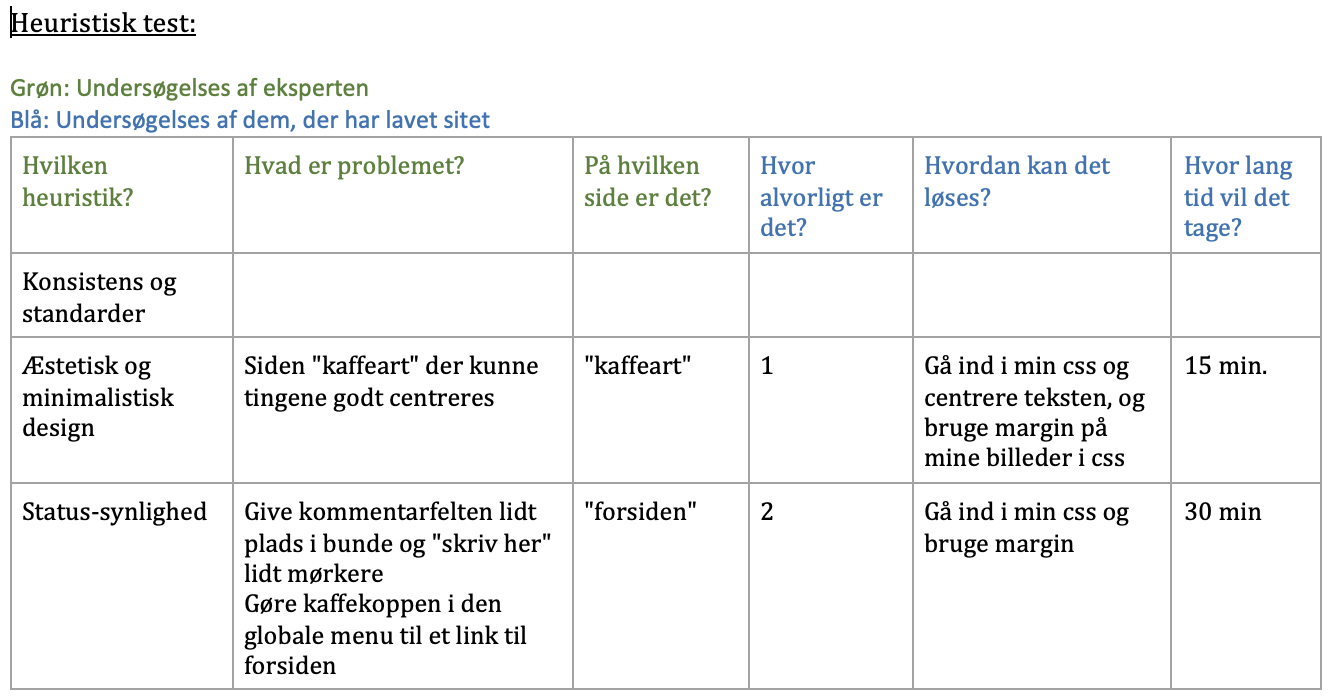 Heuristisk test:
Grøn: Undersøgelses af eksperten
Blå: Undersøgelses af dem, der har lavet sitet
Hvilken
heuristik?
Hvad er problemet?
På hvilken
side er det?
Hvor
alvorligt er
det?
Hvordan kan det
løses?
Hvor lang
tid vil det
tage?
Konsistens og
standarder
Æstetisk og
minimalistisk
design
Siden "kaffeart" der kunne
tingene godt centreres
"kaffeart"
1
Gå ind i min css og
centrere teksten, og
bruge margin på
mine billeder i css
15 min.
Status-synlighed
Give kommentarfelten lidt
plads i bunde og "skriv her"
lidt mørkere
Gøre kaffekoppen i den
globale menu til et link til
forsiden
"forsiden"
2
Gå ind i min css og
bruge margin
30 min